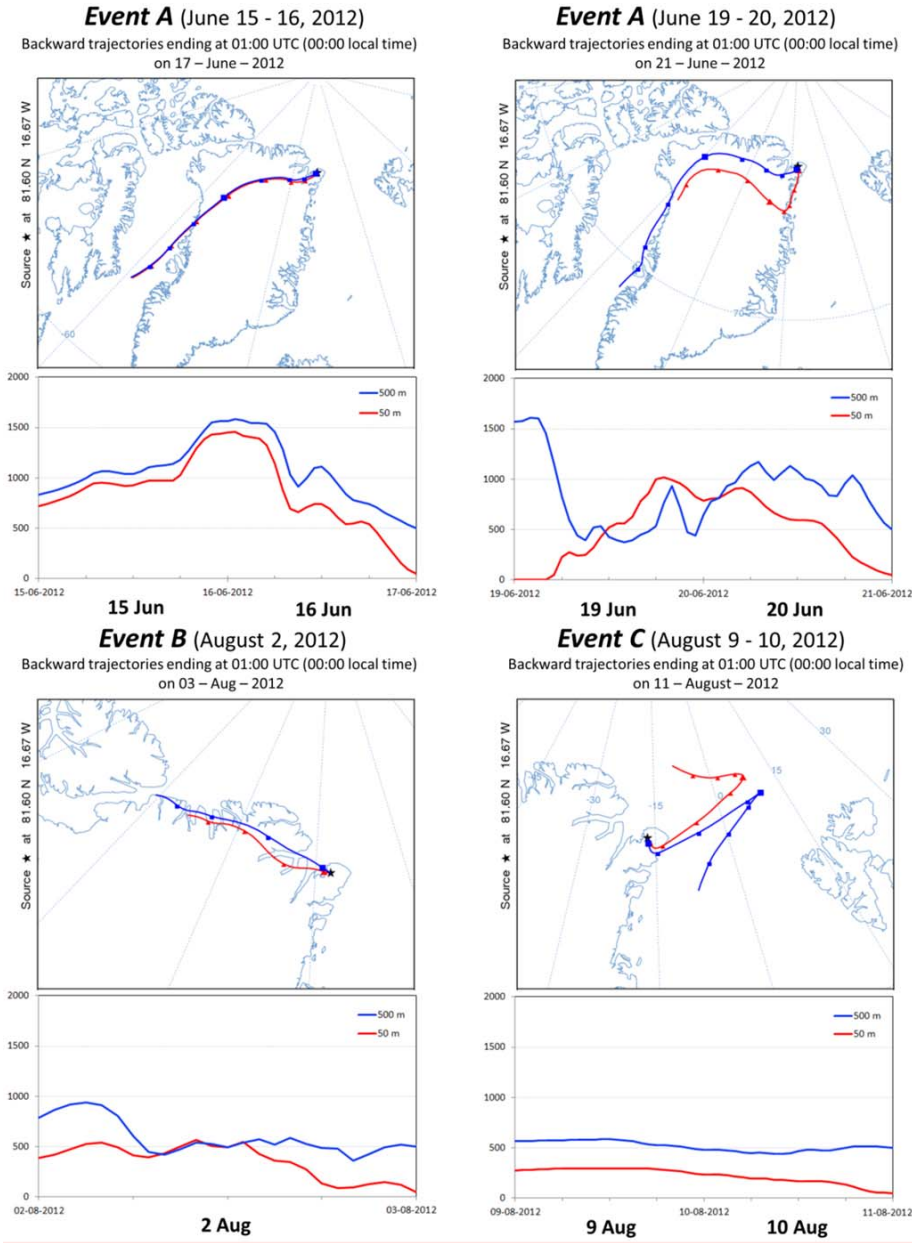 Event A (June 15 - 16, 2012)
Backward trajectories ending at 01:00 UTC (00:00 local time)
on 17 – June – 2012
Source ★ at 81.60 N 16.67 W
-60
2000
1500
1000
500
0
500 m
50 m
15-06-2012
16-06-2012
17-06-2012
15 Jun
16 Jun
Event A (June 19 - 20, 2012)
Backward trajectories ending at 01:00 UTC (00:00 local time)
on 21 – June – 2012
Source ★ at 81.60 N 16.67 W
70
2000
1500
1000
500
0
500 m
50 m
19-06-2012
20-06-2012
21-06-2012
19 Jun
20 Jun
Event B (August 2, 2012)
Backward trajectories ending at 01:00 UTC (00:00 local time)
on 03 – Aug – 2012
Source ★ at 81.60 N 16.67 W
2000
1500
1000
500
0
500 m
50 m
02-08-2012
03-08-2012
2 Aug
Event C (August 9 - 10, 2012)
Backward trajectories ending at 01:00 UTC (00:00 local time)
on 11 – August – 2012
Source ★ at 81.60 N 16.67 W
30
15
0
-15
-30
2000
1500
1000
500
0
500 m
50 m
09-08-2012
10-08-2012
11-08-2012
9 Aug
10 Aug